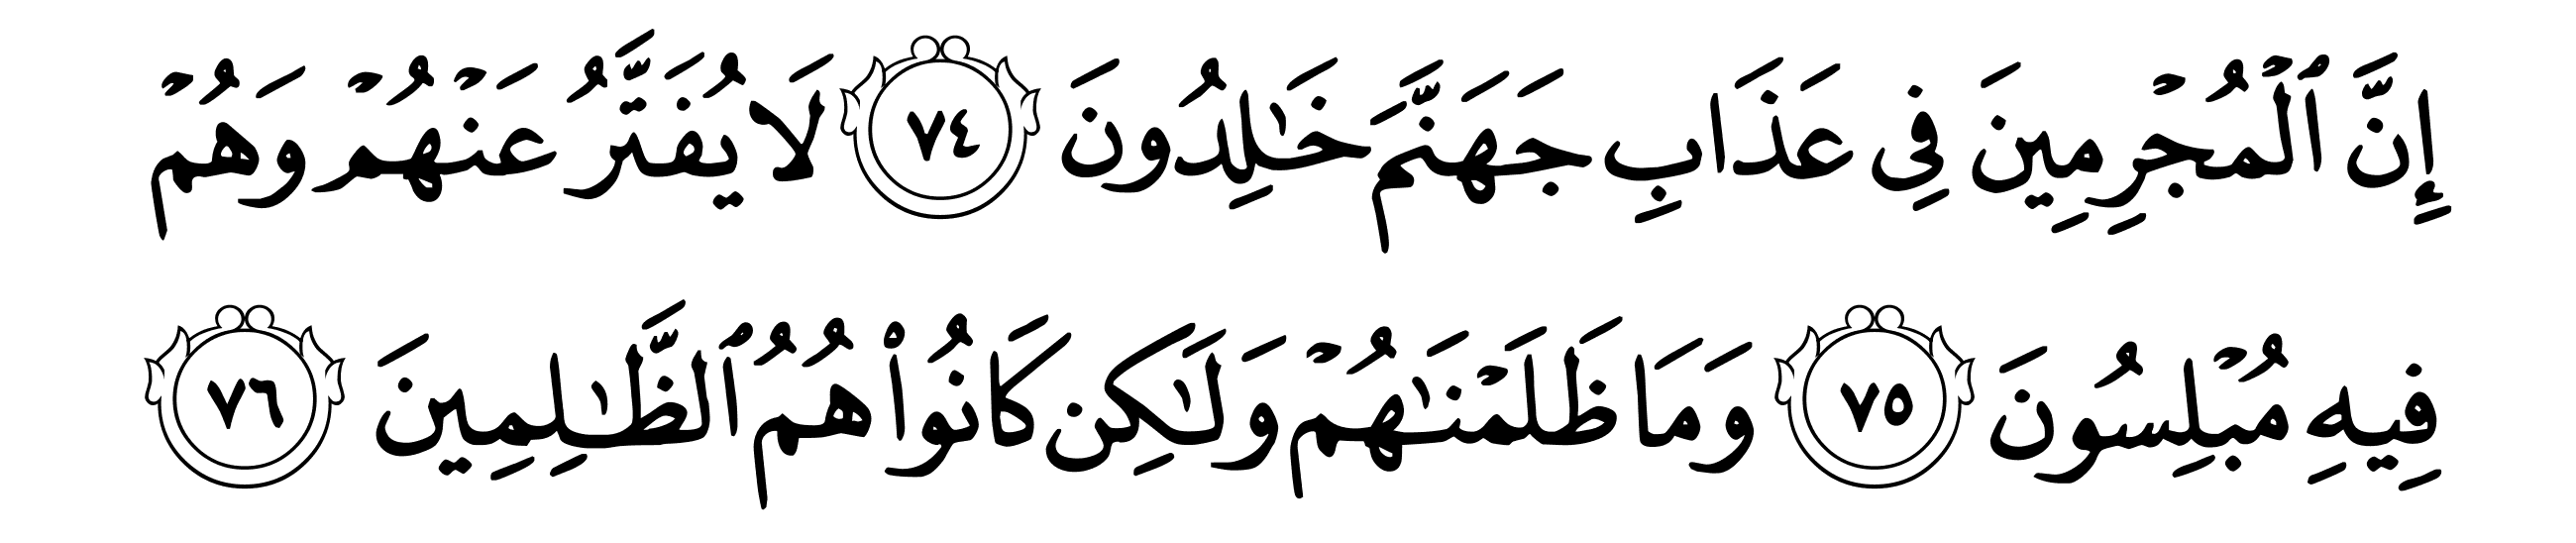 إِنَّ ٱلْمُجْرِمِينَ فِى عَذَابِ جَهَنَّمَ خَـٰلِدُونَ ٧٤ لَا يُفَتَّرُ عَنْهُمْ وَهُمْ
فِيهِ مُبْلِسُونَ ٧٥ وَمَا ظَلَمْنَـٰهُمْ وَلَـٰكِن كَانُوا۟ هُمُ ٱلظَّـٰلِمِينَ ٧٦